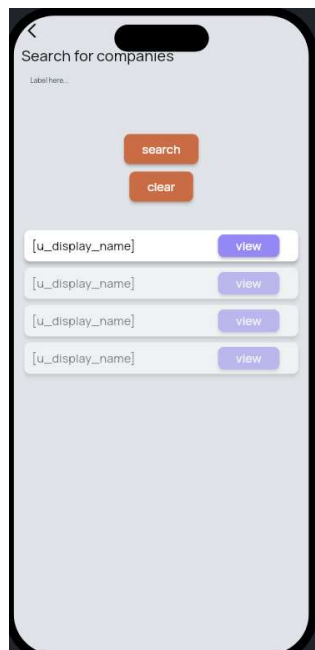 Search for companies
Label here...
search
clear
[u_display_name] view
[u_display_name] view
[u_display_name] view
[u_display_name] view